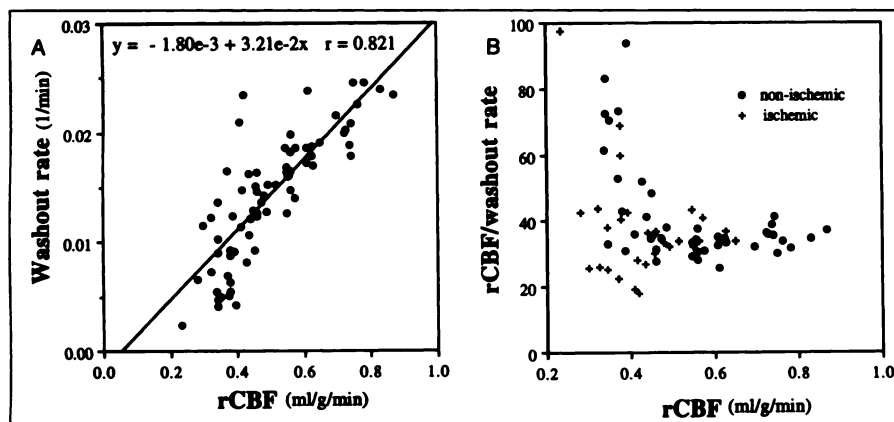 A
y = - 1.80e-3 + 3.21e-2x r = 0.821
Washout rate (1/min)
0.03
0.02
0.01
0.00
0.0 0.2 0.4 0.6 0.8 1.0
rCBF (ml/g/min)
B
rCBF/washout rate
100
80
60
40
20
0
non-ischemic
ischemic
0.2 0.4 0.6 0.8 1.0
rCBF (ml/g/min)